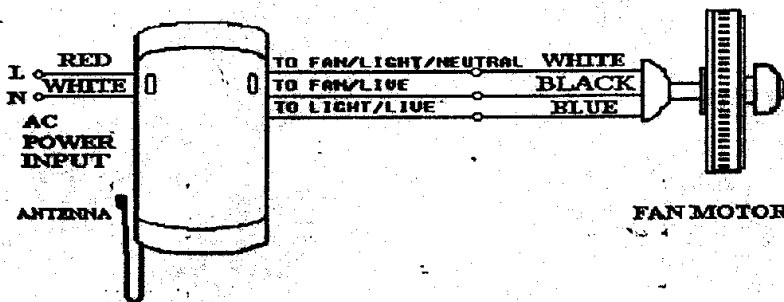 TO FAN/LIGHT/NEUTRAL WHITE
L RED
N WHITE
TO FAN/LIVE BLACK
TO LIGHT/LIVE BLUE
AC
POWER
INPUT
ANTENNA
FAN MOTOR